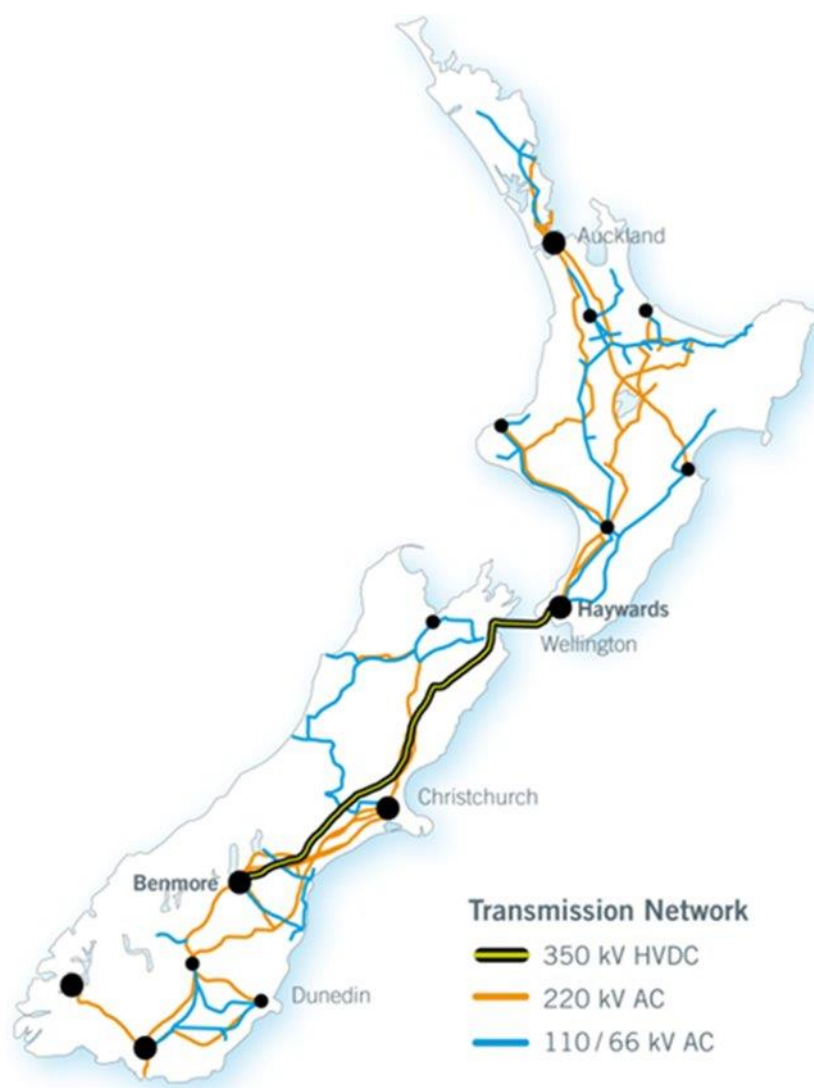 Auckland
Haywards
Wellington
Christchurch
Benmore
Dunedin
Transmission Network
350 kV HVDC
220 kV AC
110/66 kV AC